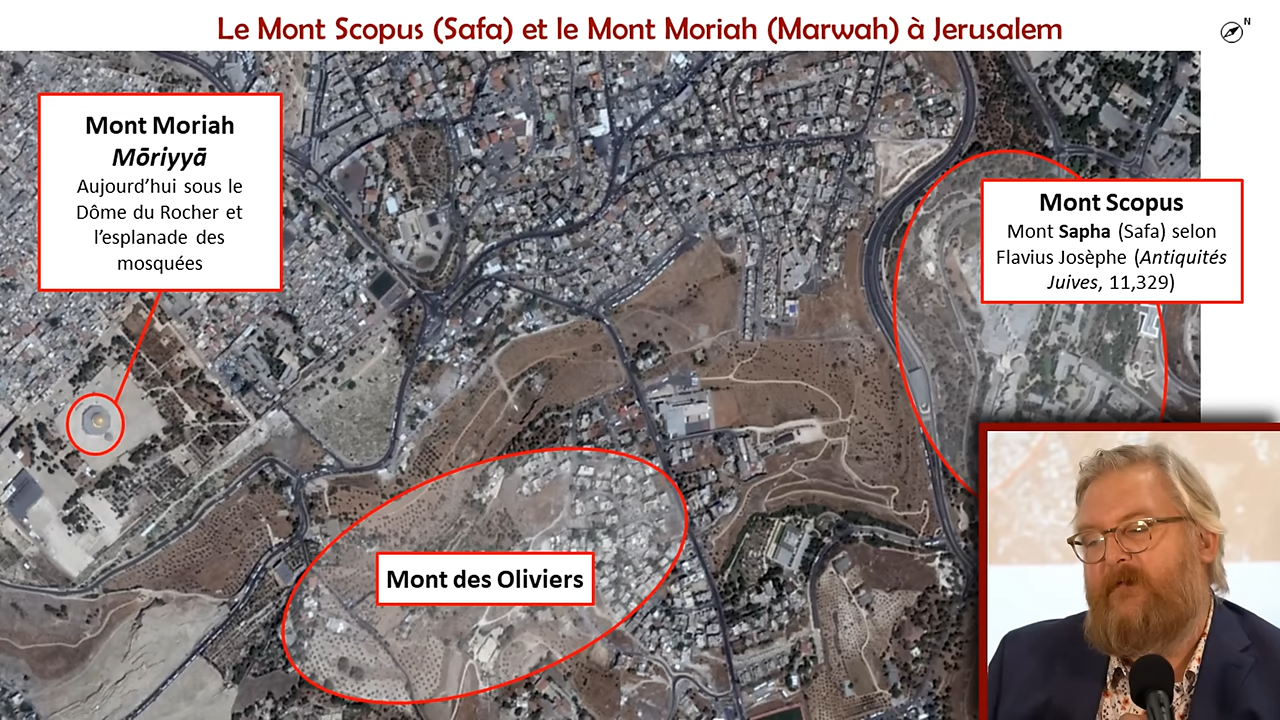 Le Mont Scopus (Safa) et le Mont Moriah (Marwah) à Jerusalem
N
Mont Moriah
Mōriyyā
Aujourd’hui sous le
Dôme du Rocher et
l’esplanade des
mosquées
Mont Scopus
Mont Sapha (Safa) selon
Flavius Josèphe (Antiquités
Juives, 11,329)
Mont des Oliviers